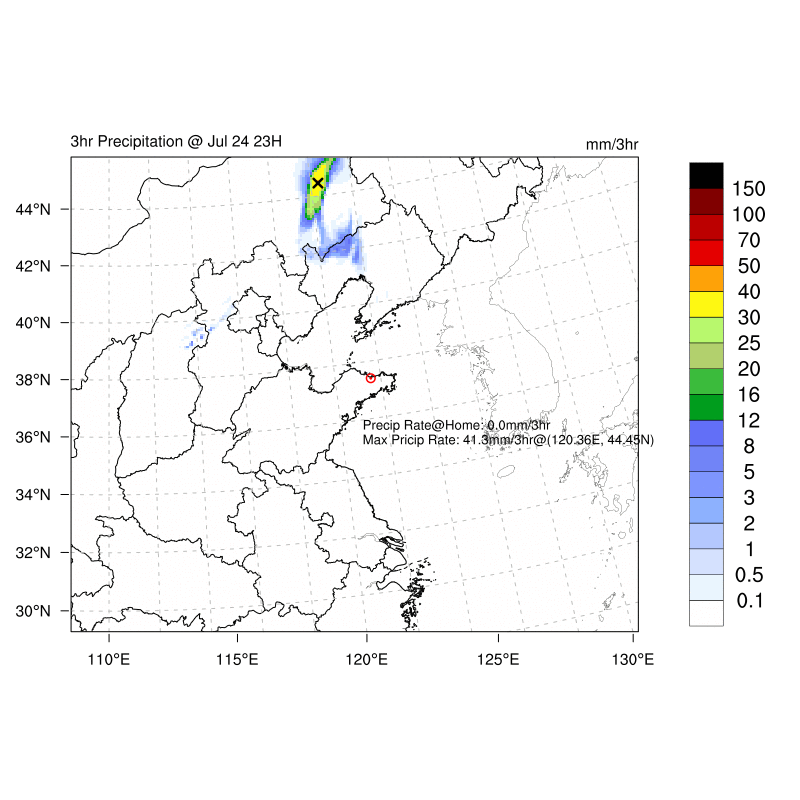 3hr Precipitation @ Jul 24 23H
mm/3hr
150
100
70
50
40
30
25
20
16
12
8
5
3
2
1
0.5
0.1
44°N
42°N
40°N
38°N
36°N
34°N
32°N
30°N
Precip Rate@Home: 0.0mm/3hr
Max Pricip Rate: 41.3mm/3hr@(120.36E, 44.45N)
110°E
115°E
120°E
125°E
130°E